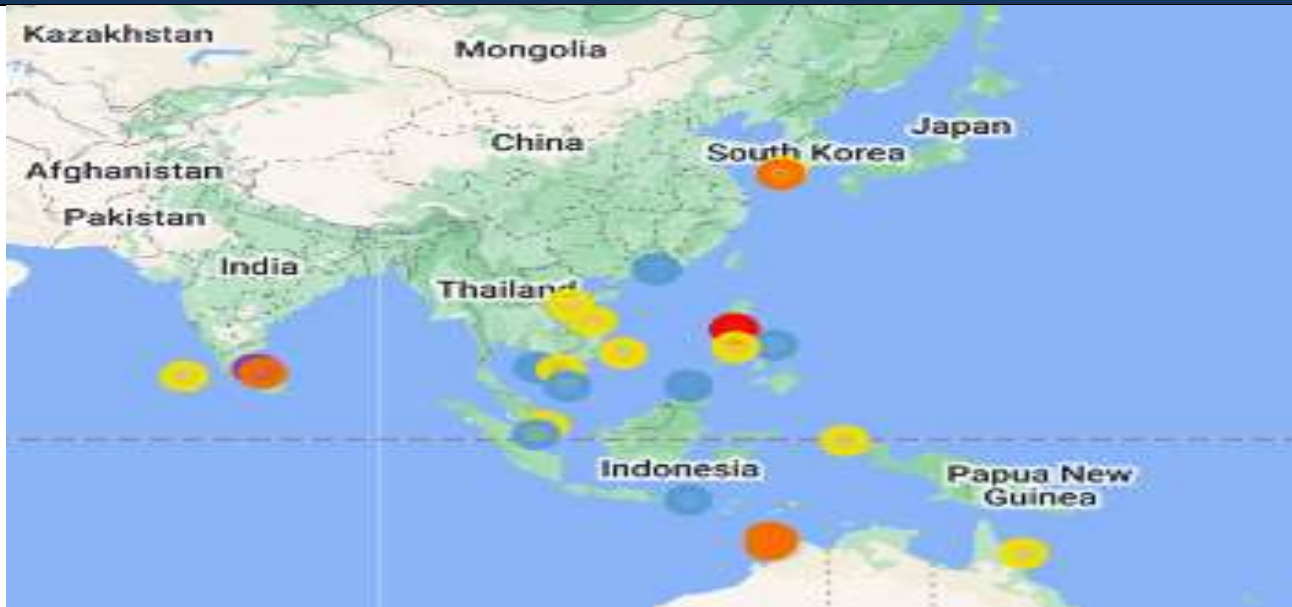 Kazakhstan
Mongolia
China
Japan
South Korea
Afghanistan
Pakistan
India
Thailand
Indonesia
Papua New
Guinea